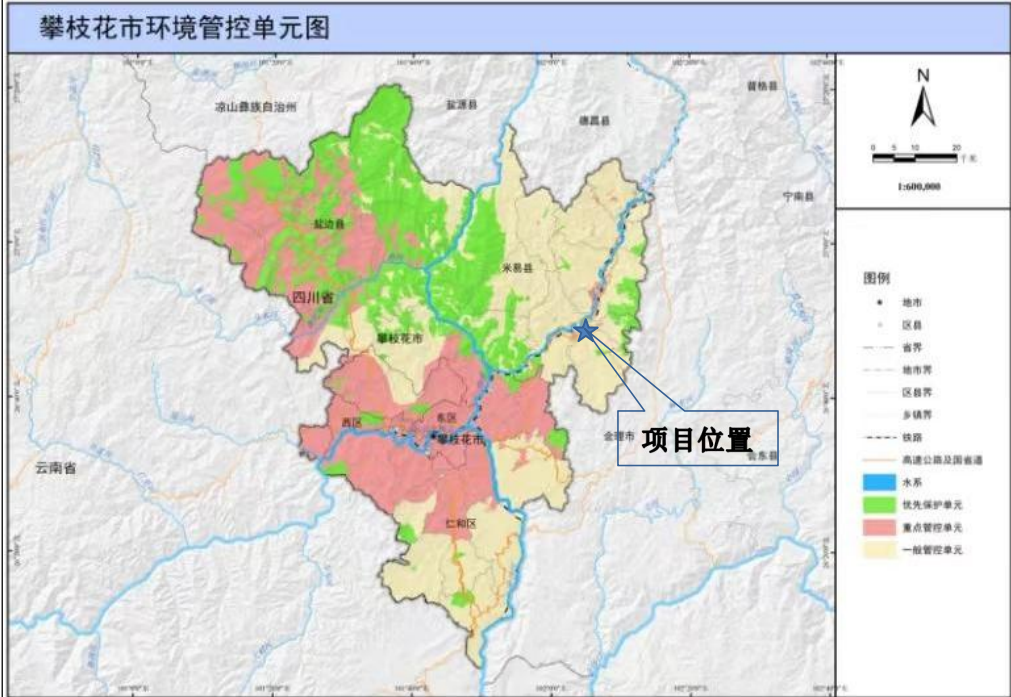 攀枝花市环境管控单元图
凉山彝族自治州
盐源县
德昌县
普格县
宁南县
盐边县
米易县
四川省
攀枝花市
西区
东区
攀枝花市
仁和区
云南省
会理市
会东县
项目位置
N
0 5 10 20
千米
1:600,000
图例
地市
区县
省界
地市界
区县界
乡镇界
铁路
高速公路及国省道
水系
优先保护单元
重点管控单元
一般管控单元